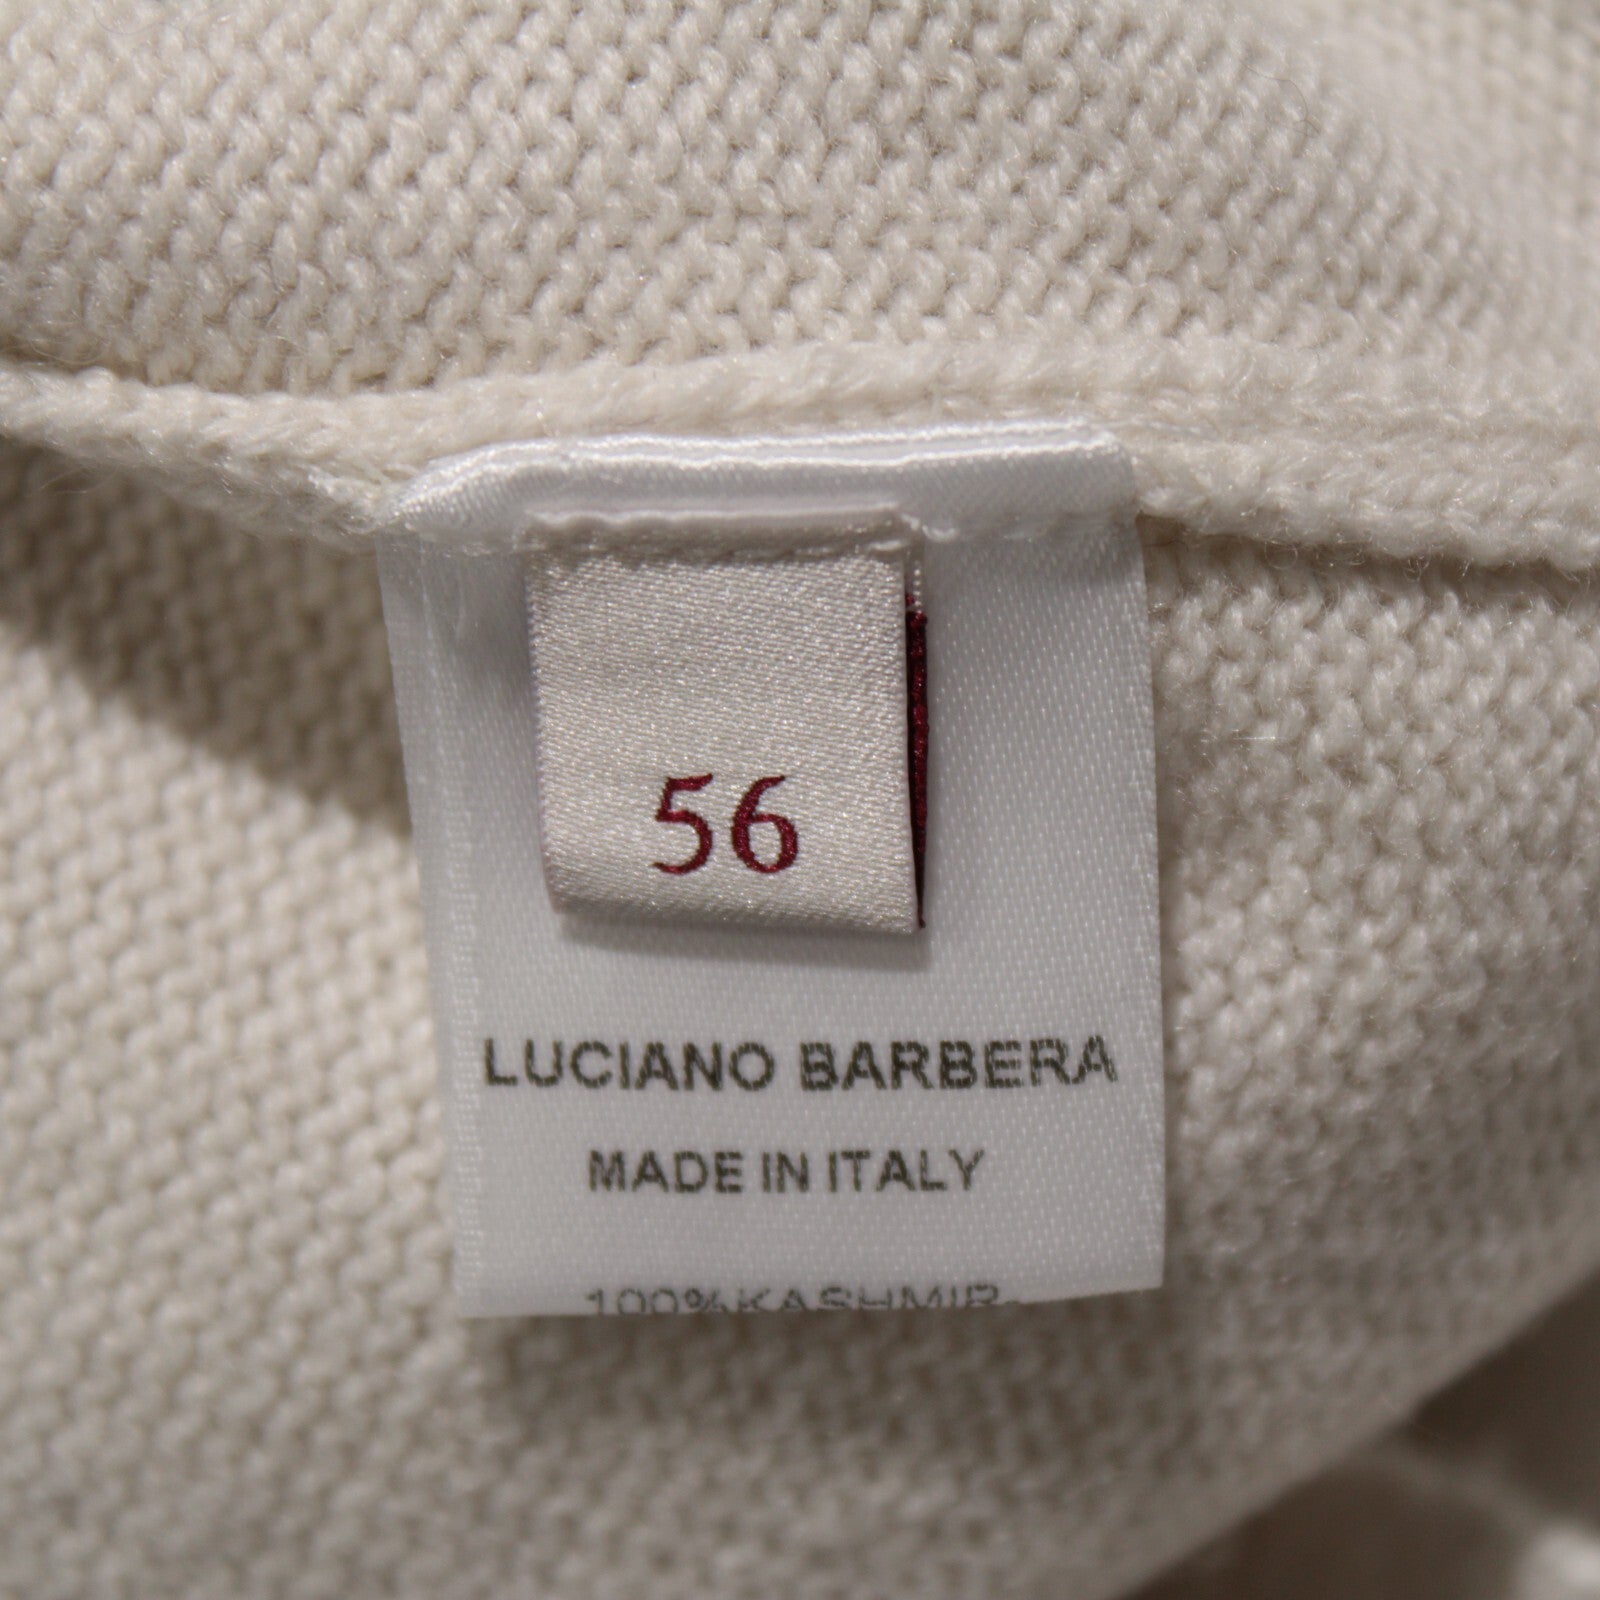 56
LUCIANO BARBERA
MADE IN ITALY
100%KASHMIR